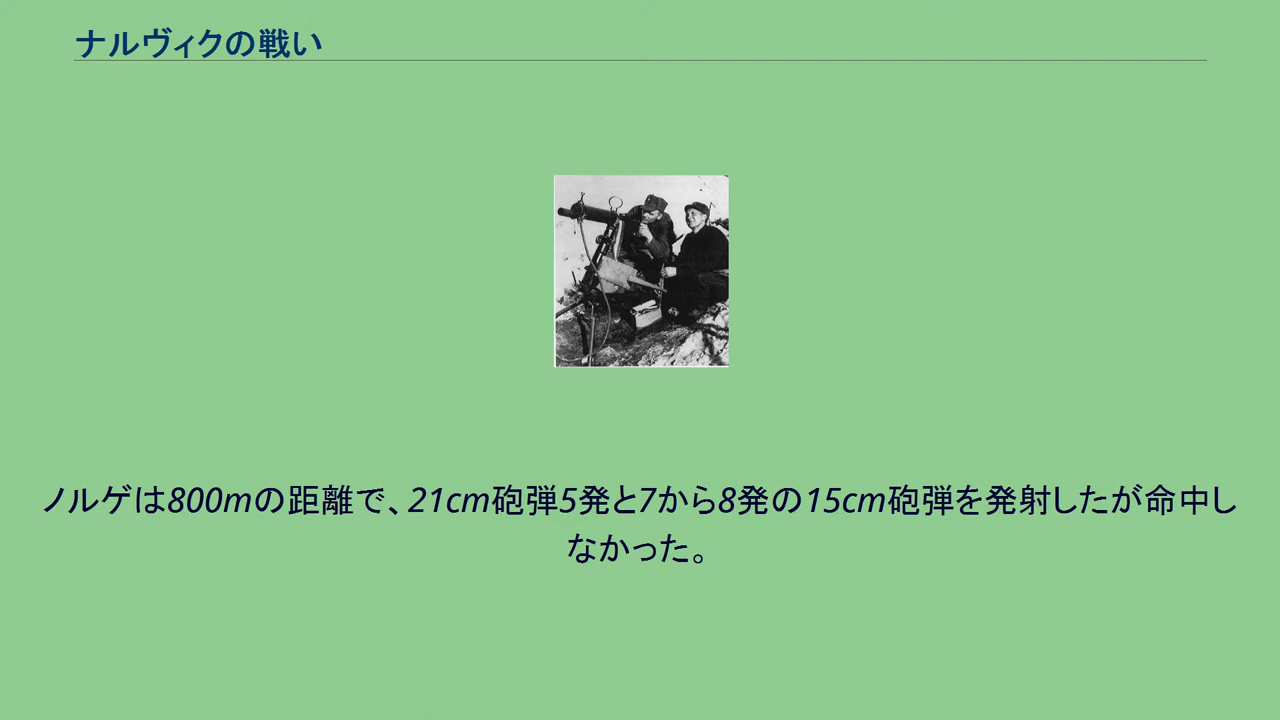 ナルヴィクの戦い
ノルゲは800mの距離で、21cm砲弾5発と7から8発の15cm砲弾を発射したが命中し
なかった。